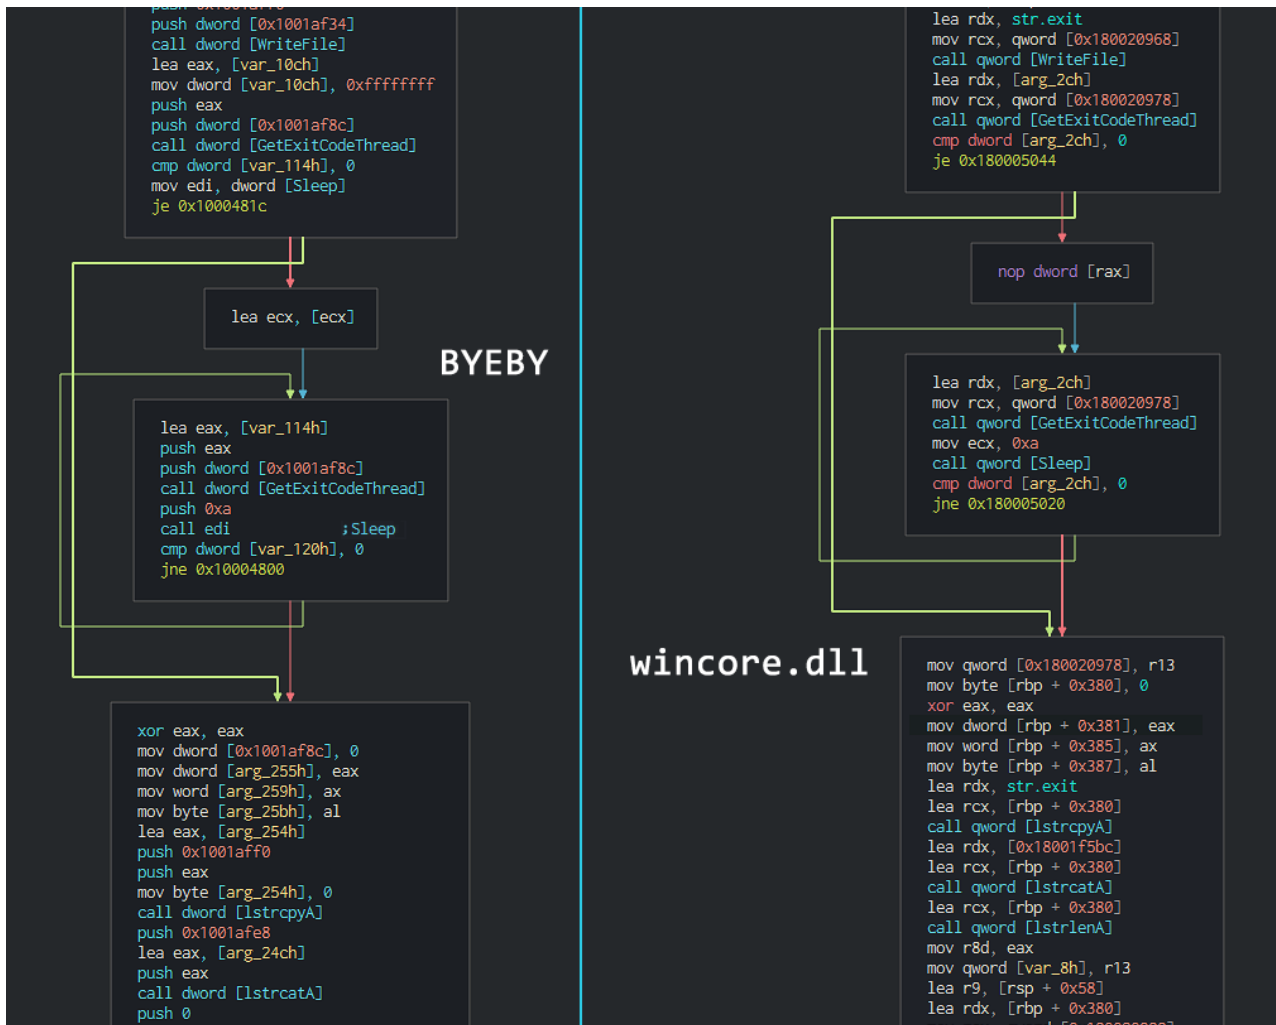 push dword [0x1001af34]
call dword [WriteFile]
lea eax, [var_10ch]
mov dword [var_10ch], 0xffffffff
push eax
push dword [0x1001af8c]
call dword [GetExitCodeThread]
cmp dword [var_114h], 0
mov edi, dword [Sleep]
je 0x1000481c
lea ecx, [ecx]
BYEBY
lea eax, [var_114h]
push eax
push dword [0x1001af8c]
call dword [GetExitCodeThread]
push 0xa
call edi ;Sleep
cmp dword [var_120h], 0
jne 0x10004800
xor eax, eax
mov dword [0x1001af8c], 0
mov dword [arg_255h], eax
mov word [arg_259h], ax
mov byte [arg_25bh], al
lea eax, [arg_254h]
push 0x1001aff0
push eax
mov byte [arg_254h], 0
call dword [lstrcpyA]
push 0x1001afe8
lea eax, [arg_24ch]
push eax
call dword [lstrcatA]
push 0
lea rdx, str.exit
mov rcx, qword [0x180020968]
call qword [WriteFile]
lea rdx, [arg_2ch]
mov rcx, qword [0x180020978]
call qword [GetExitCodeThread]
cmp dword [arg_2ch], 0
je 0x180005044
nop dword [rax]
lea rdx, [arg_2ch]
mov rcx, qword [0x180020978]
call qword [GetExitCodeThread]
mov ecx, 0xa
call qword [Sleep]
cmp dword [arg_2ch], 0
jne 0x180005020
wincore.dll
mov qword [0x180020978], r13
mov byte [rbp + 0x380], 0
xor eax, eax
mov dword [rbp + 0x381], eax
mov word [rbp + 0x385], ax
mov byte [rbp + 0x387], al
lea rdx, str.exit
lea rcx, [rbp + 0x380]
call qword [lstrcpyA]
lea rdx, [0x18001f5bc]
lea rcx, [rbp + 0x380]
call qword [lstrcatA]
lea rcx, [rbp + 0x380]
call qword [lstrlenA]
mov r8d, eax
mov qword [var_8h], r13
lea r9, [rsp + 0x58]
lea rdx, [rbp + 0x380]